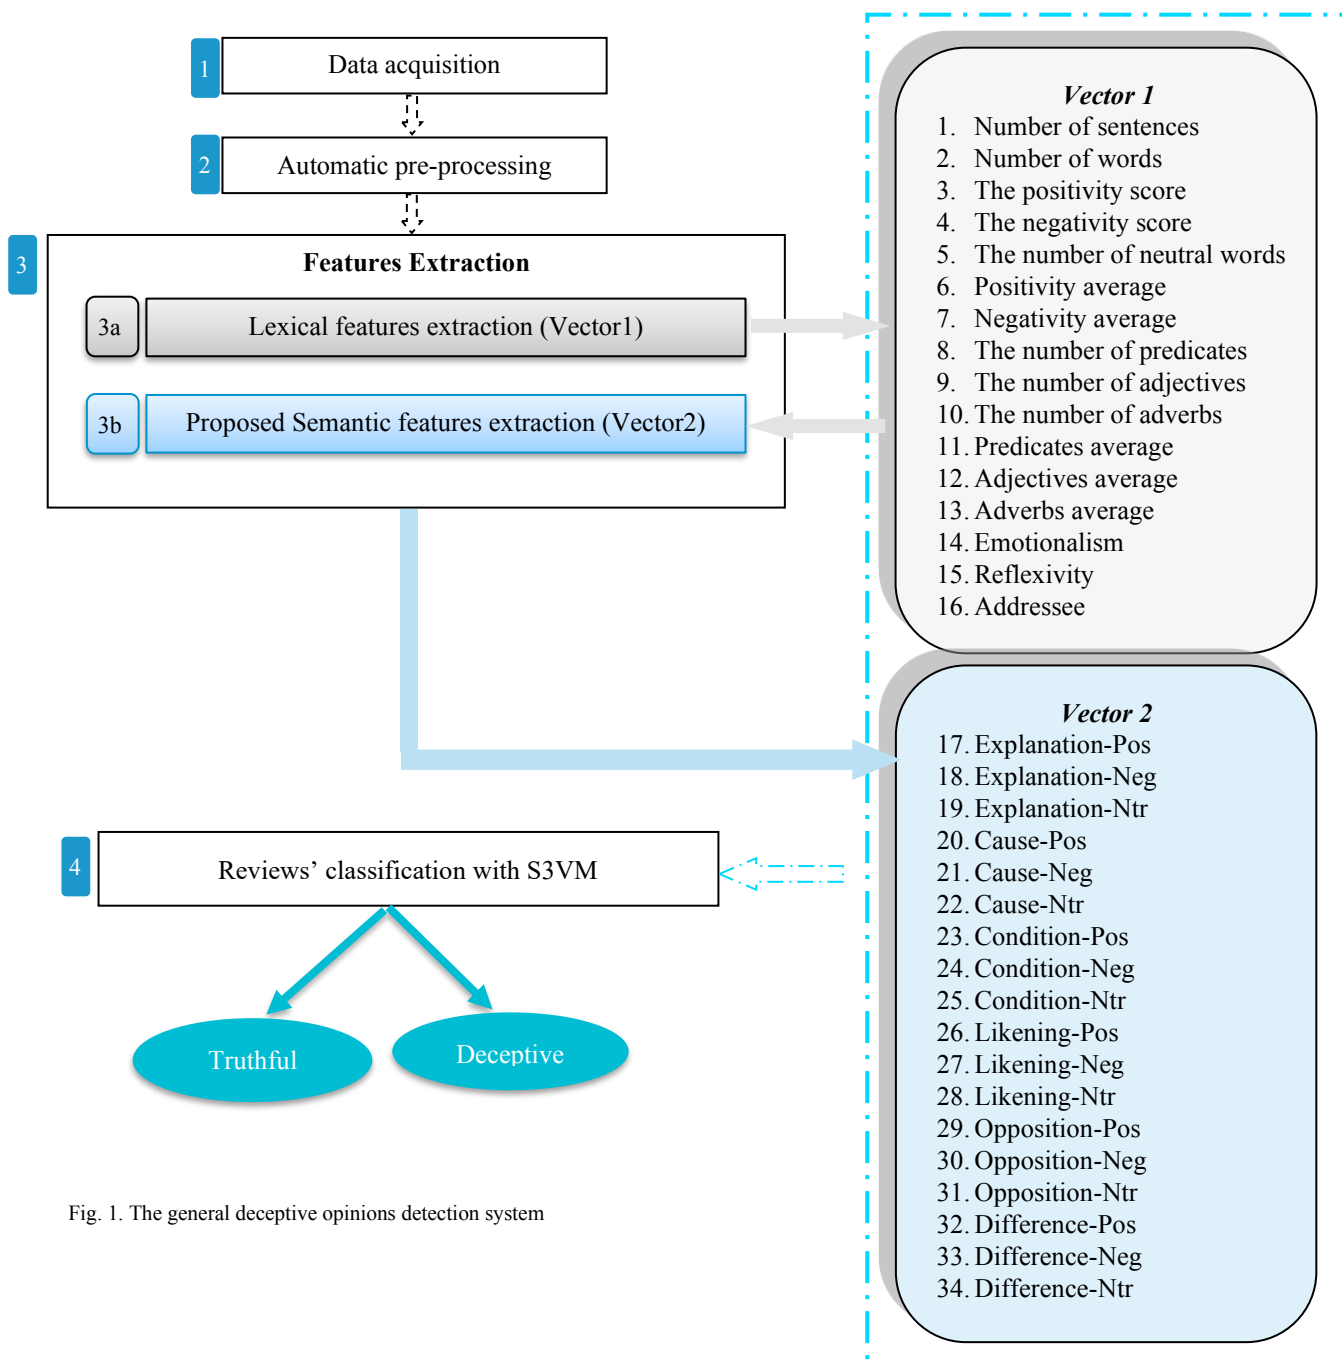 1
Data acquisition
2
Automatic pre-processing
3
Features Extraction
3a
Lexical features extraction (Vector1)
3b
Proposed Semantic features extraction (Vector2)
4
Reviews’ classification with S3VM
Truthful
Deceptive
Vector 1
1. Number of sentences
2. Number of words
3. The positivity score
4. The negativity score
5. The number of neutral words
6. Positivity average
7. Negativity average
8. The number of predicates
9. The number of adjectives
10. The number of adverbs
11. Predicates average
12. Adjectives average
13. Adverbs average
14. Emotionalism
15. Reflexivity
16. Addressee
Vector 2
17. Explanation-Pos
18. Explanation-Neg
19. Explanation-Ntr
20. Cause-Pos
21. Cause-Neg
22. Cause-Ntr
23. Condition-Pos
24. Condition-Neg
25. Condition-Ntr
26. Likening-Pos
27. Likening-Neg
28. Likening-Ntr
29. Opposition-Pos
30. Opposition-Neg
31. Opposition-Ntr
32. Difference-Pos
33. Difference-Neg
34. Difference-Ntr
Fig. 1. The general deceptive opinions detection system